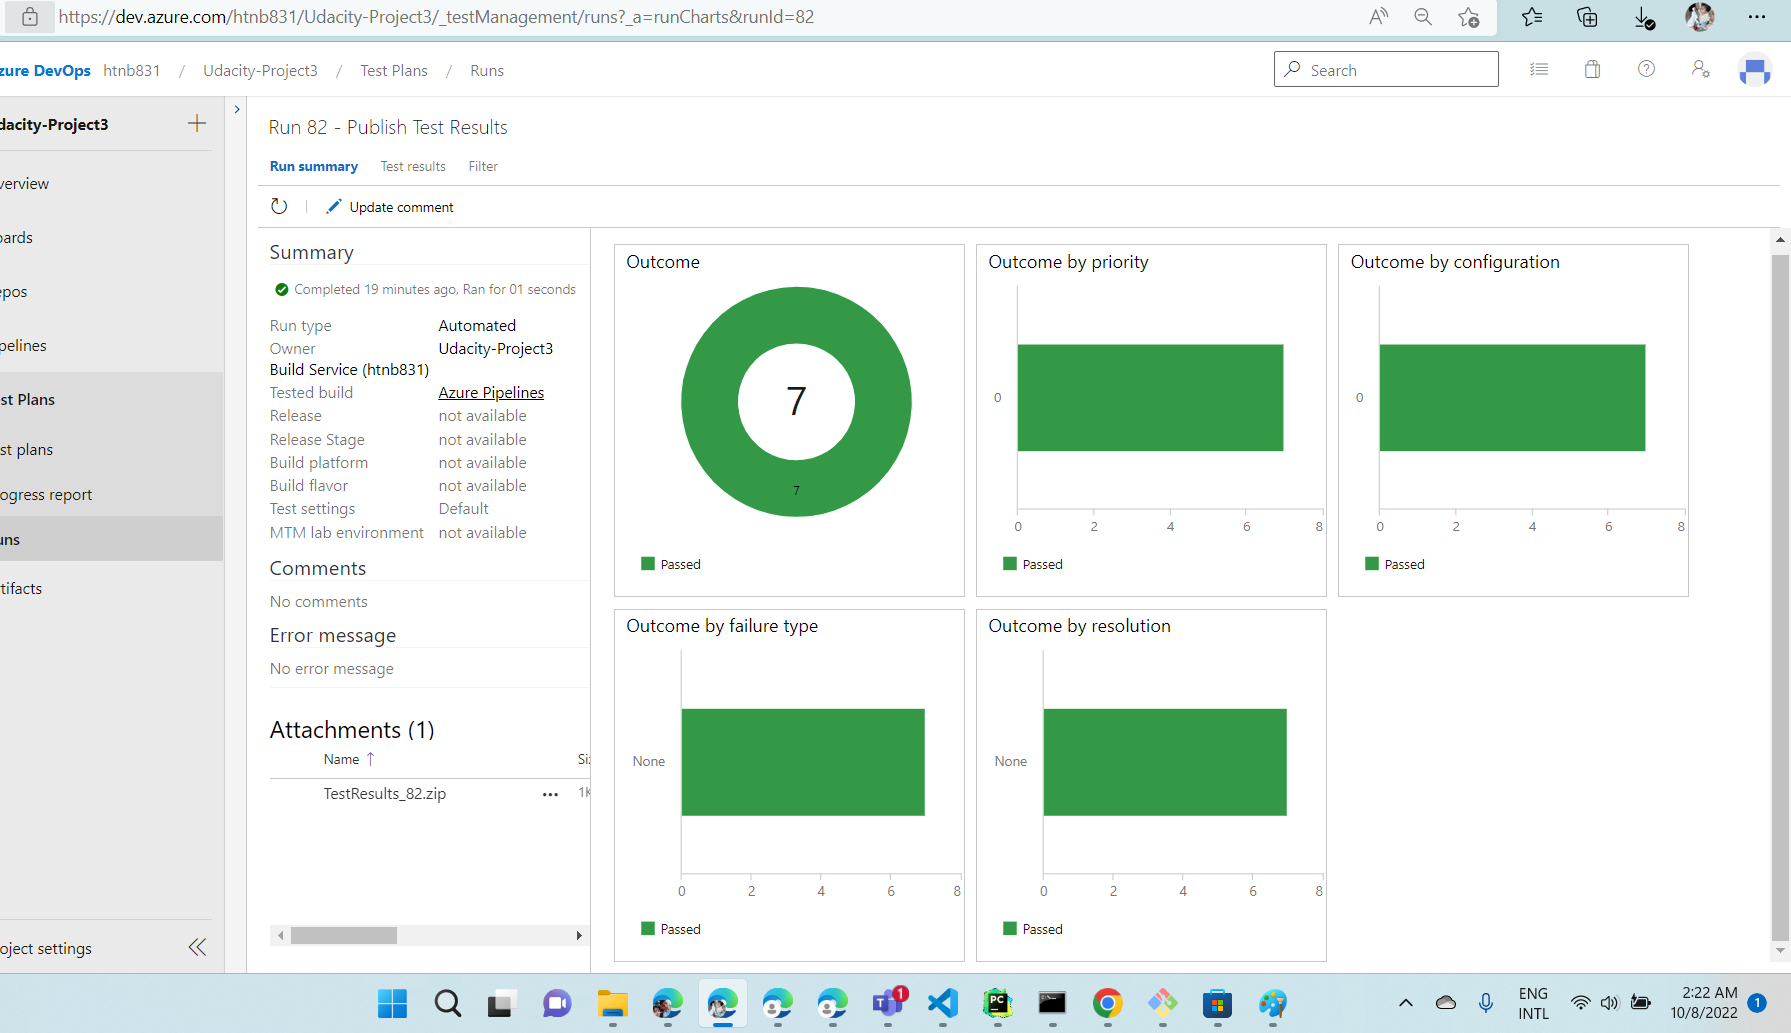 https://dev.azure.com/htnb831/Udacity-Project3/_testManagement/runs?_a=runCharts&runId=82
zure DevOps htnb831 / Udacity-Project3 / Test Plans / Runs
Search
dacity-Project3
verview
oards
epos
pelines
st Plans
st plans
ogress report
uns
tifacts
oject settings
Run 82 - Publish Test Results
Run summary Test results Filter
Update comment
Summary
Completed 19 minutes ago, Ran for 01 seconds
Run type Automated
Owner Udacity-Project3
Build Service (htnb831)
Tested build Azure Pipelines
Release not available
Release Stage not available
Build platform not available
Build flavor not available
Test settings Default
MTM lab environment not available
Comments
No comments
Error message
No error message
Attachments (1)
Name ↑ Si
TestResults_82.zip ... 1K
Outcome
7
7
Passed
Outcome by priority
0
0 2 4 6 8
Passed
Outcome by configuration
0
0 2 4 6 8
Passed
Outcome by failure type
None
0 2 4 6 8
Passed
Outcome by resolution
None
0 2 4 6 8
Passed
1
PC
ENG
INTL
2:22 AM
10/8/2022
1